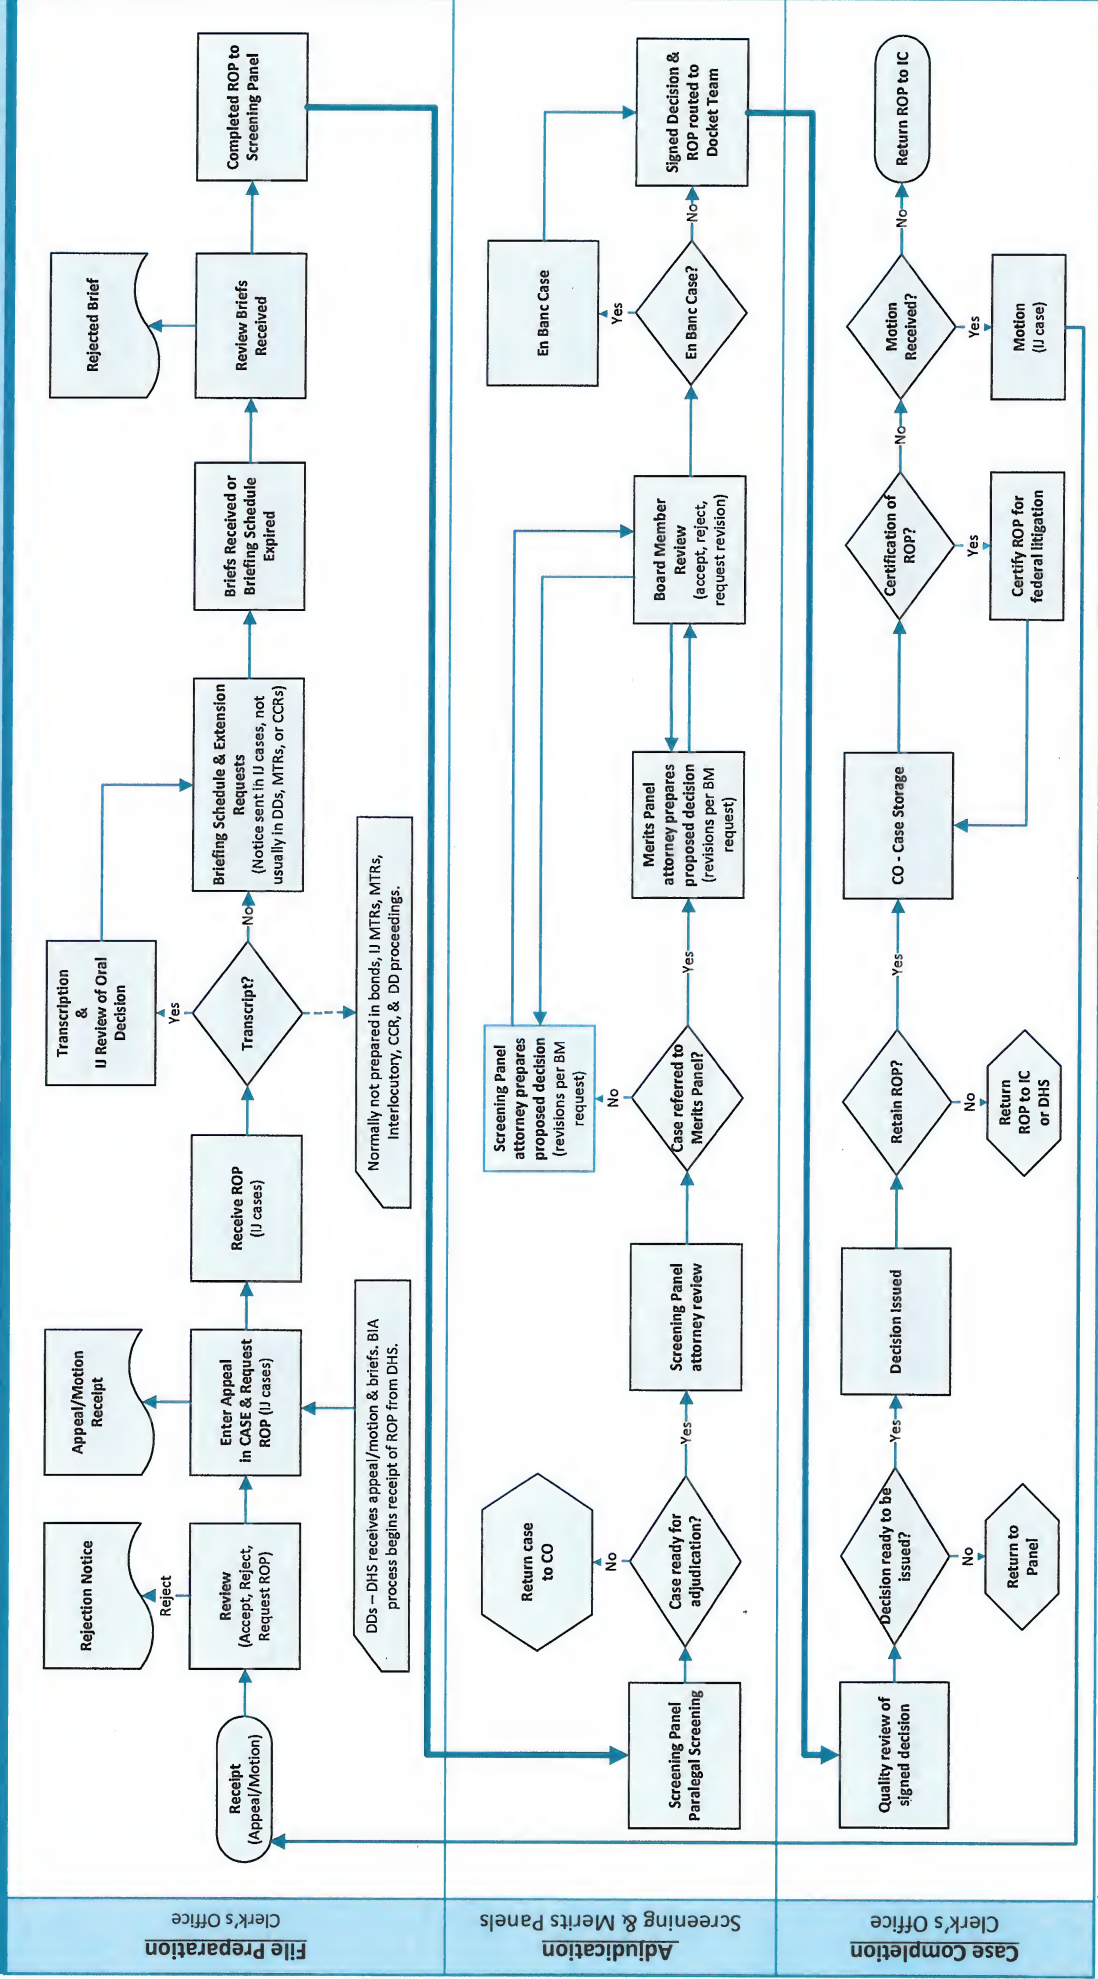 File Preparation
Clerk's Office
Receipt
(Appeal/Motion)
Review
(Accept, Reject,
Request ROP)
Reject
Rejection Notice
Enter Appeal
in CASE & Request
ROP (IJ cases)
Appeal/Motion
Receipt
DDs – DHS receives appeal/motion & briefs. BIA
process begins receipt of ROP from DHS.
Receive ROP
(IJ cases)
Transcript?
Yes
Transcription
&
IJ Review of Oral
Decision
No
Normally not prepared in bonds, IJ MTRs, MTRs,
Interlocutory, CCR, & DD proceedings.
Briefing Schedule & Extension
Requests
(Notice sent in IJ cases, not
usually in DDs, MTRs, or CCRs)
Briefs Received or
Briefing Schedule
Expired
Review Briefs
Received
Rejected Brief
Completed ROP to
Screening Panel
Adjudication
Screening & Merits Panels
Screening Panel
Paralegal Screening
Case ready for
adjudication?
No
Return case
to CO
Yes
Screening Panel
attorney review
Case referred to
Merits Panel?
No
Screening Panel
attorney prepares
proposed decision
(revisions per BM
request)
Yes
Merits Panel
attorney prepares
proposed decision
(revisions per BM
request)
Board Member
Review
(accept, reject,
request revision)
En Banc Case?
Yes
En Banc Case
No
Signed Decision &
ROP routed to
Docket Team
Case Completion
Clerk's Office
Quality review of
signed decision
Decision ready to be
issued?
No
Return to
Panel
Yes
Decision Issued
Retain ROP?
No
Return
ROP to IC
or DHS
Yes
CO - Case Storage
Certification of
ROP?
Yes
Certify ROP for
federal litigation
No
Motion
Received?
Yes
Motion
(IJ case)
No
Return ROP to IC